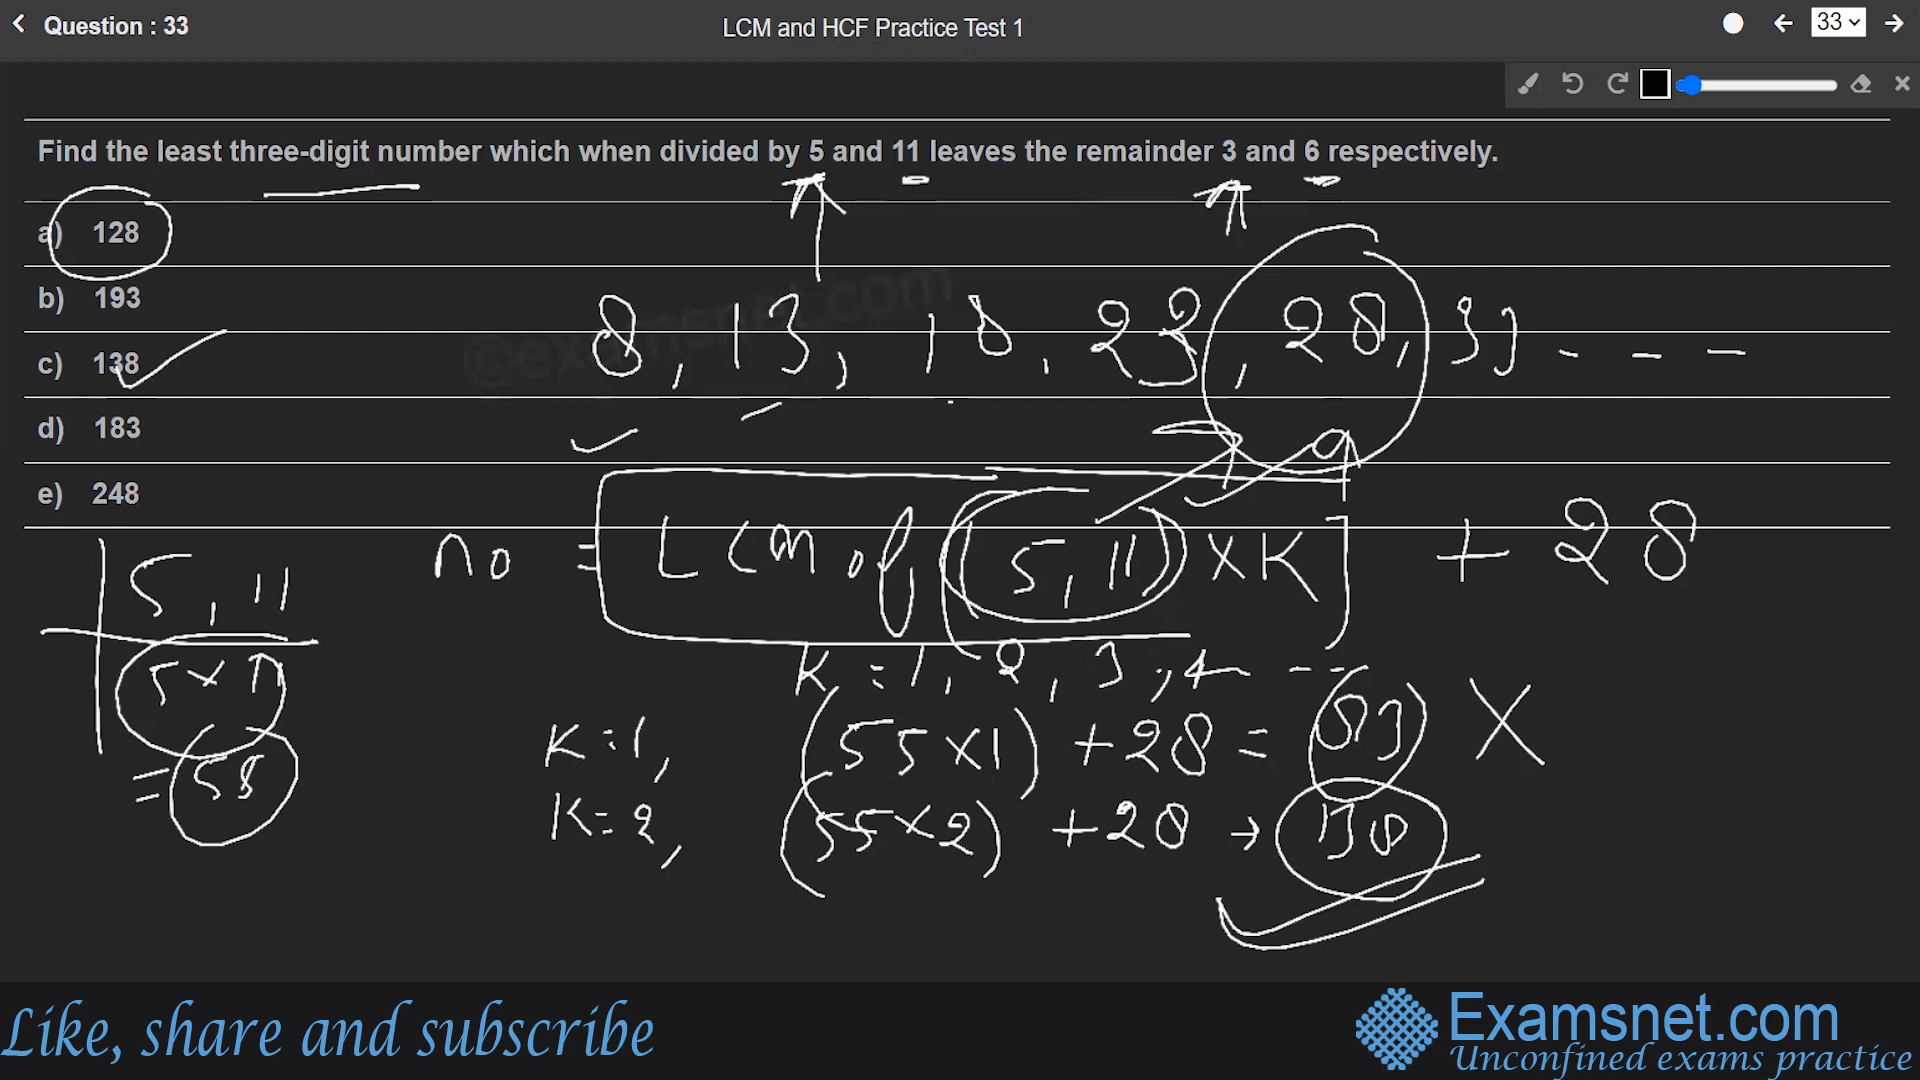 Question : 33
LCM and HCF Practice Test 1
33
Find the least three-digit number which when divided by 5 and 11 leaves the remainder 3 and 6 respectively.
a) 128
b) 193
c) 138
d) 183
e) 248
©examsnet.com
8, 13, 18, 23, 28, 33 - - -
no = [LCM of (5, 11) × K] + 28
5, 11
5 × 11
= 55
K = 1, 2, 3, 4 - - -
K = 1, (55 × 1) + 28 = 83 X
K = 2, (55 × 2) + 28 → 138
Like, share and subscribe
Examsnet.com
Unconfined exams practice